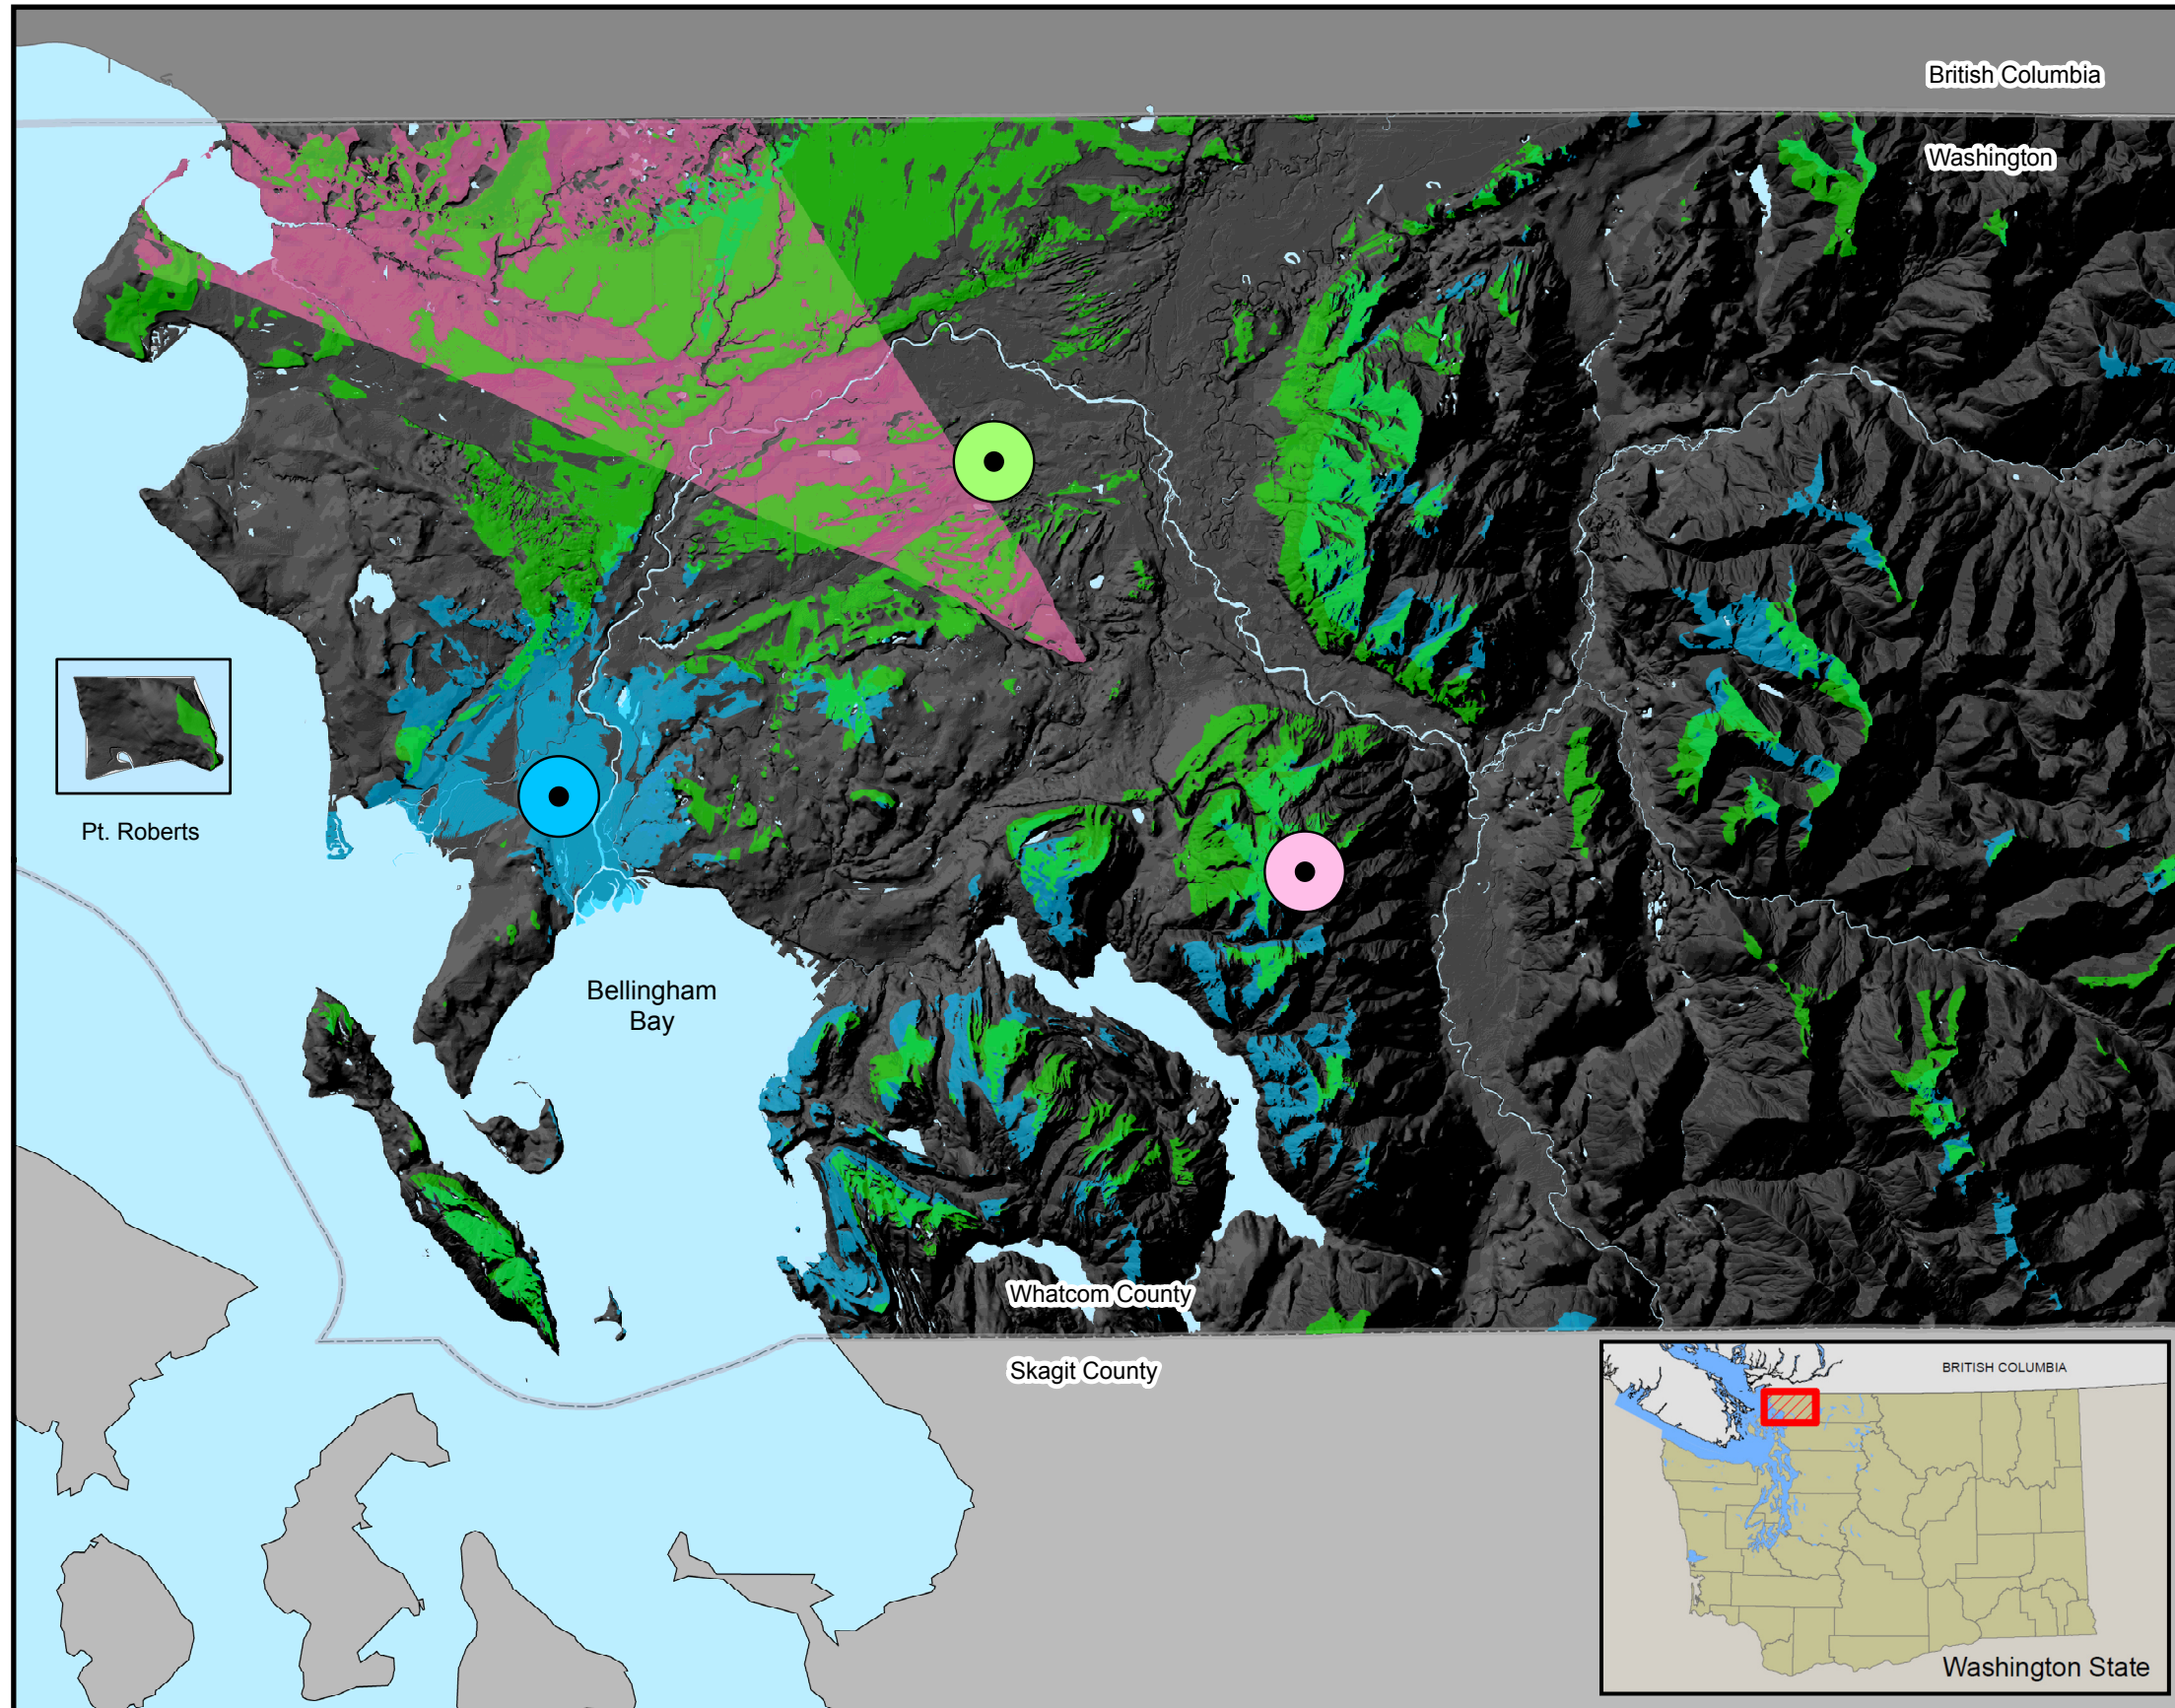 British Columbia
Washington
Pt. Roberts
Bellingham
Bay
Whatcom County
Skagit County
BRITISH COLUMBIA
Washington State